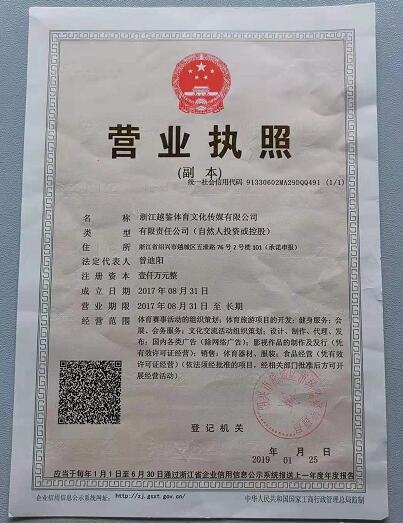 营业执照
(副 本)
统一社会信用代码 91330602MA29DQQ491 (1/1)
名 称 浙江越鉴体育文化传媒有限公司
类 型 有限责任公司（自然人投资或控股）
住 所 浙江省绍兴市越城区五泄路76号2号楼101（承诺申报）
法定代表人 曾迪阳
注册资本 壹仟万元整
成立日期 2017年08月31日
营业期限 2017年08月31日至 长期
经营范围 体育赛事活动的组织策划；体育旅游项目的开发；健身服务；会
展、会务服务；文化交流活动组织策划；设计、制作、代理、发
布：国内各类广告（除网络广告）；影视作品的制作及发行（凭
有效许可证经营）；销售：体育器材、服装；食品经营（凭有效
许可证经营）（依法须经批准的项目，经相关部门批准后方可开
展经营活动）
登记机关
2019 01 25
应当于每年1月1日至6月30日通过浙江省企业信用信息公示系统报送上一年度年度报告
企业信用信息公示系统网址：http://zj.gsxt.gov.cn/
中华人民共和国国家工商行政管理总局监制